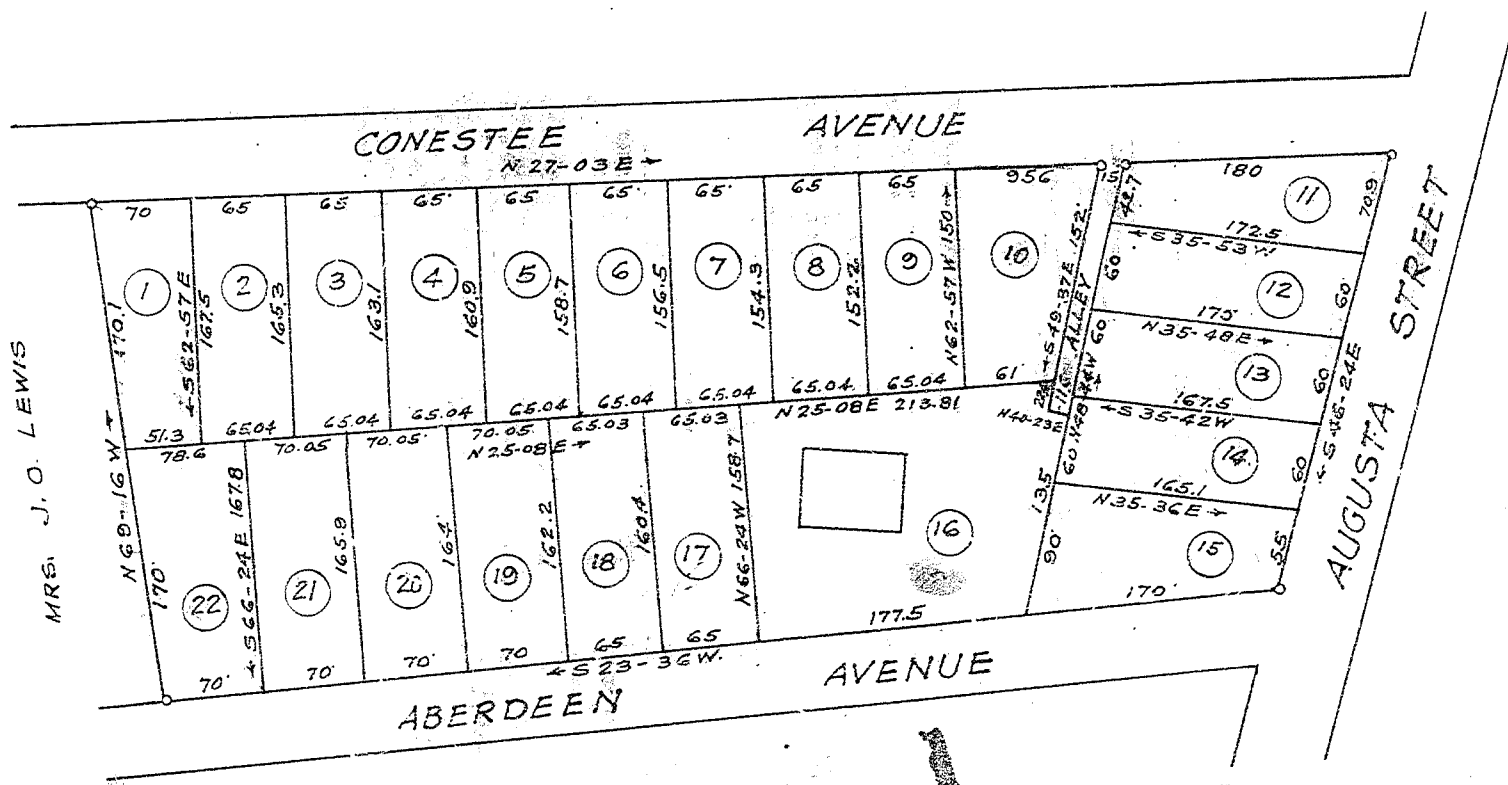 CONESTEE AVENUE
N 27-03 E
70 65 65 65 65 65 65 65 65 956 15 180
1 2 3 4 5 6 7 8 9 10 11
S 62-57 E
167.5 165.3 163.1 160.9 158.7 156.5 154.3 152.2
N 62-57 W 150
S 49-37 E 152
42.7 70.9
172.5
S 35-53 W.
60 12 60
ALLEY
175
N 35-48 E
60 13 60
167.5
S 35-42 W
S 46-24 E
AUGUSTA STREET
14
60 60
165.1
N 35-36 E
15 55
170'
51.3 65.04 65.04 65.04 65.04 65.04 65.04 65.04 65.04 61'
78.6 70.05 70.05 70.05 65.03 65.03
N 25-08 E
N 25-08 E 213.81
MRS. J. O. LEWIS
N 69-16 W
170.1
170'
22 21 20 19 18 17 16
S 66-24 E 167.8
165.9 164' 162.2 160.4
N 66-24 W 158.7
13.5
90'
70' 70' 70' 70 65 65 177.5
S 23-36 W.
ABERDEEN AVENUE